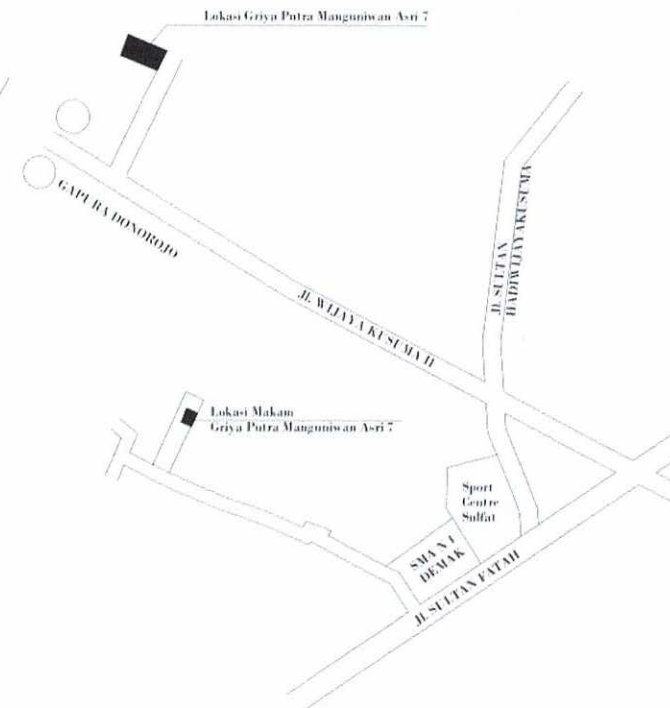 Lokasi Griya Putra Manguniwan Asri 7
GAPURA DONOROJO
JL. SULTAN
HADIWIJAYAKUSUMA
JL. WIJAYA KUSUMA II
Lokasi Makam
Griya Putra Manguniwan Asri 7
Sport
Centre
Sulfat
SMA N 1
DEMAK
JL. SULTAN FATAH